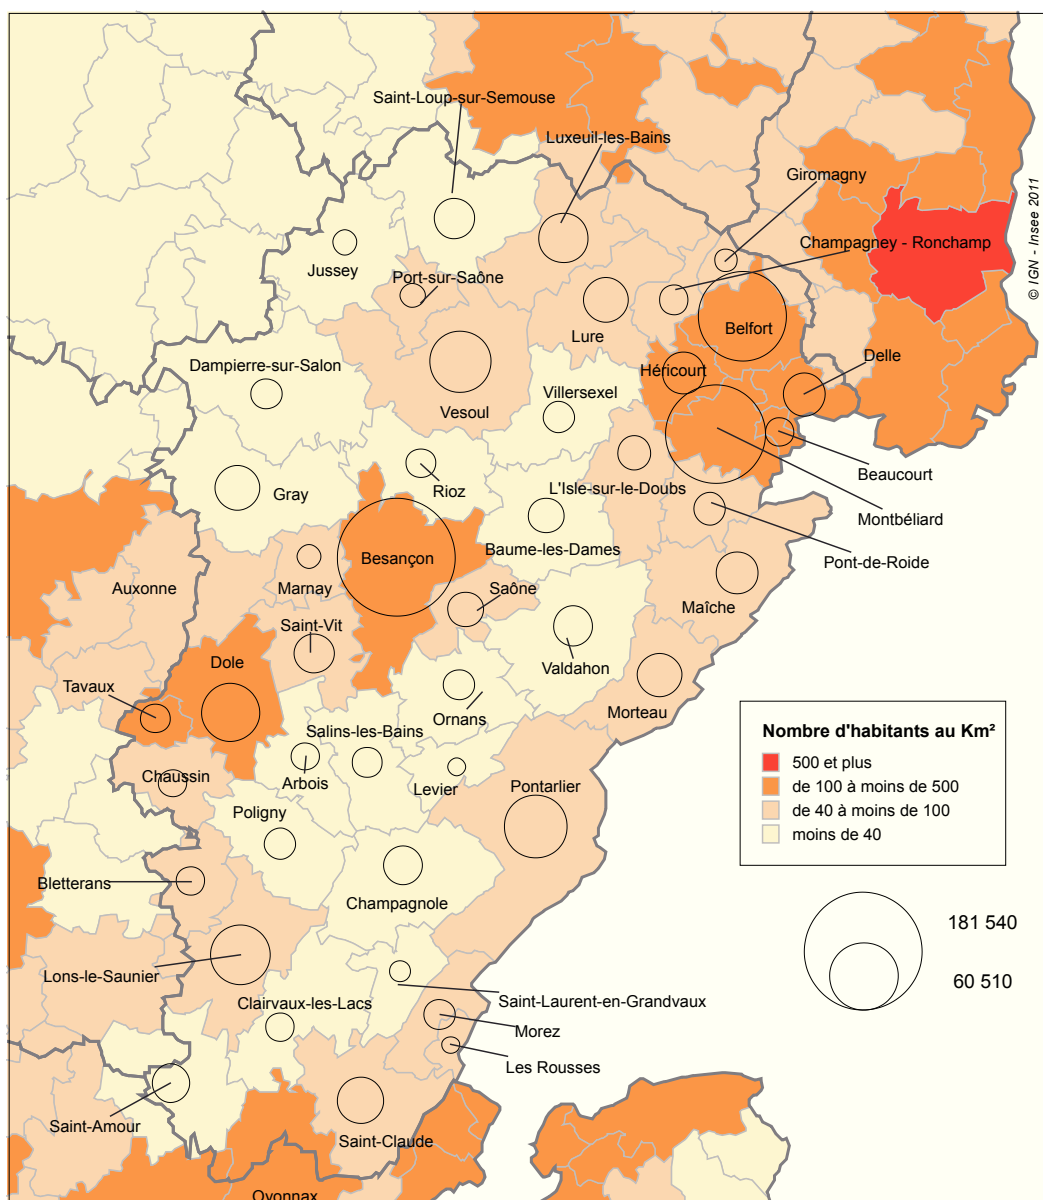 Saint-Loup-sur-Semouse
Luxeuil-les-Bains
Giromagny
© IGN - Insee 2011
Champagney - Ronchamp
Jussey
Port-sur-Saône
Belfort
Lure
Delle
Dampierre-sur-Salon
Héricourt
Villersexel
Vesoul
Beaucourt
L'Isle-sur-le-Doubs
Rioz
Gray
Montbéliard
Baume-les-Dames
Besançon
Pont-de-Roide
Auxonne
Marnay
Saône
Maîche
Saint-Vit
Dole
Valdahon
Tavaux
Morteau
Ornans
Salins-les-Bains
Nombre d'habitants au Km²
500 et plus
de 100 à moins de 500
de 40 à moins de 100
moins de 40
Chaussin
Arbois
Levier
Pontarlier
Poligny
Bletterans
Champagnole
181 540
60 510
Lons-le-Saunier
Clairvaux-les-Lacs
Saint-Laurent-en-Grandvaux
Morez
Les Rousses
Saint-Amour
Saint-Claude
Oyonnax